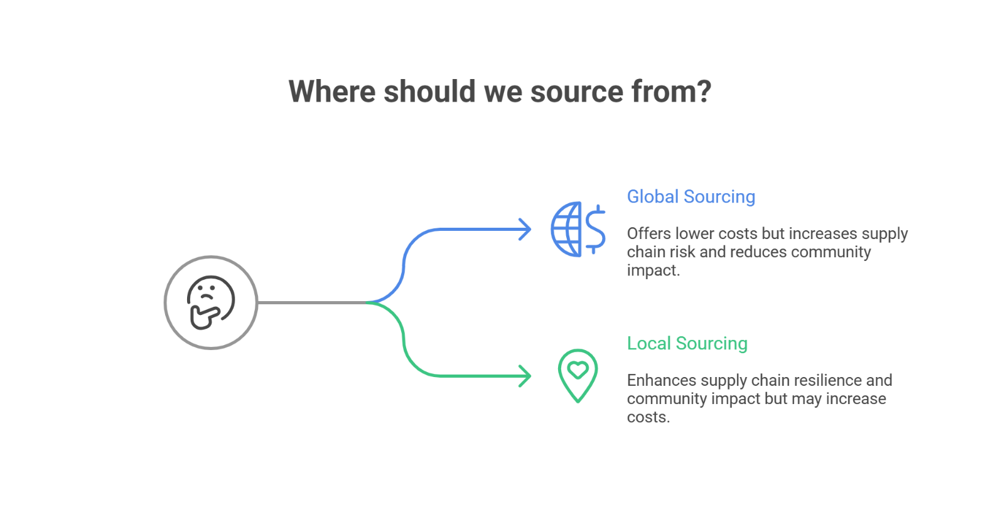 Where should we source from?
Global Sourcing
Offers lower costs but increases supply
chain risk and reduces community
impact.
Local Sourcing
Enhances supply chain resilience and
community impact but may increase
costs.